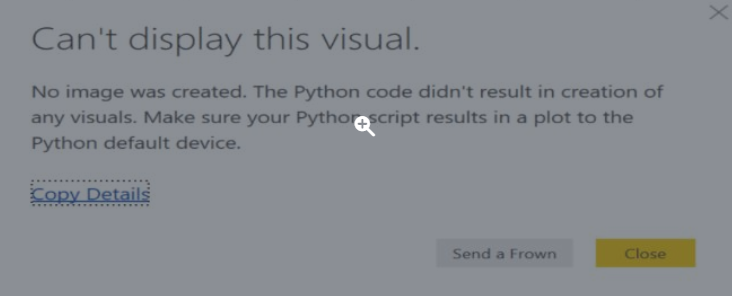 Can't display this visual.
No image was created. The Python code didn't result in creation of
any visuals. Make sure your Python script results in a plot to the
Python default device.
Copy Details
Send a Frown
Close